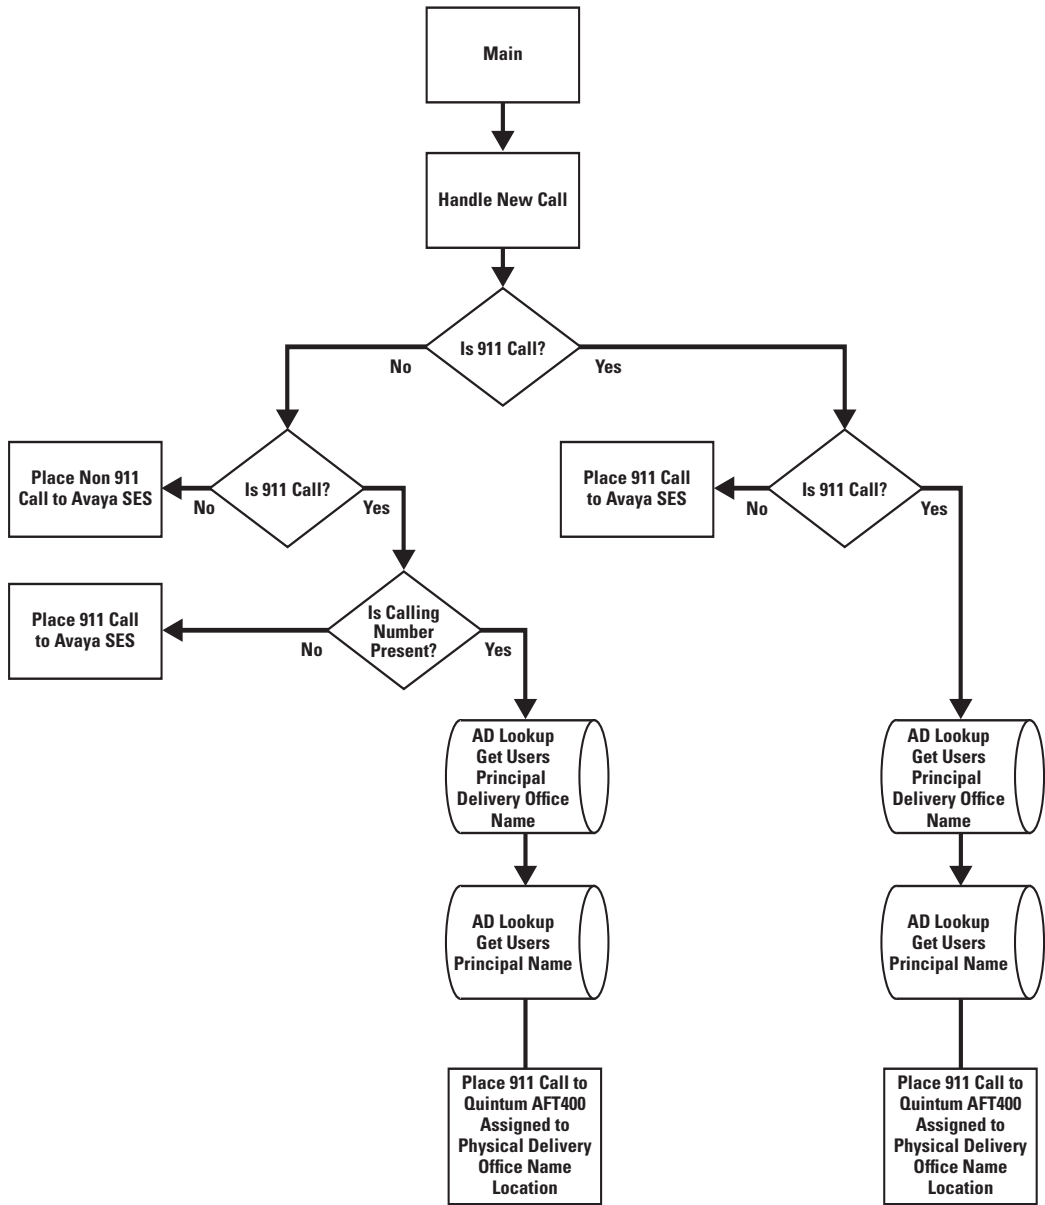 Main
Handle New Call
Is 911 Call?
No
Yes
Place Non 911
Call to Avaya SES
No
Is 911 Call?
Yes
Place 911 Call
to Avaya SES
No
Is 911 Call?
Yes
Place 911 Call
to Avaya SES
No
Is Calling
Number
Present?
Yes
AD Lookup
Get Users
Principal
Delivery Office
Name
AD Lookup
Get Users
Principal
Delivery Office
Name
AD Lookup
Get Users
Principal Name
AD Lookup
Get Users
Principal Name
Place 911 Call to
Quintum AFT400
Assigned to
Physical Delivery
Office Name
Location
Place 911 Call to
Quintum AFT400
Assigned to
Physical Delivery
Office Name
Location